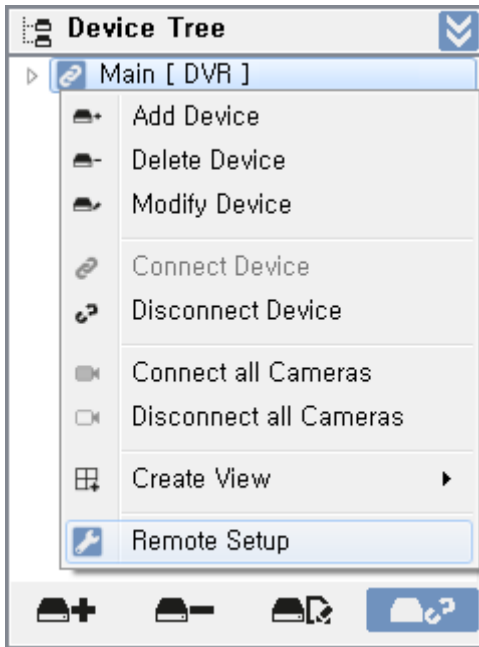 Device Tree
Main [ DVR ]
Add Device
Delete Device
Modify Device
Connect Device
Disconnect Device
Connect all Cameras
Disconnect all Cameras
Create View
Remote Setup